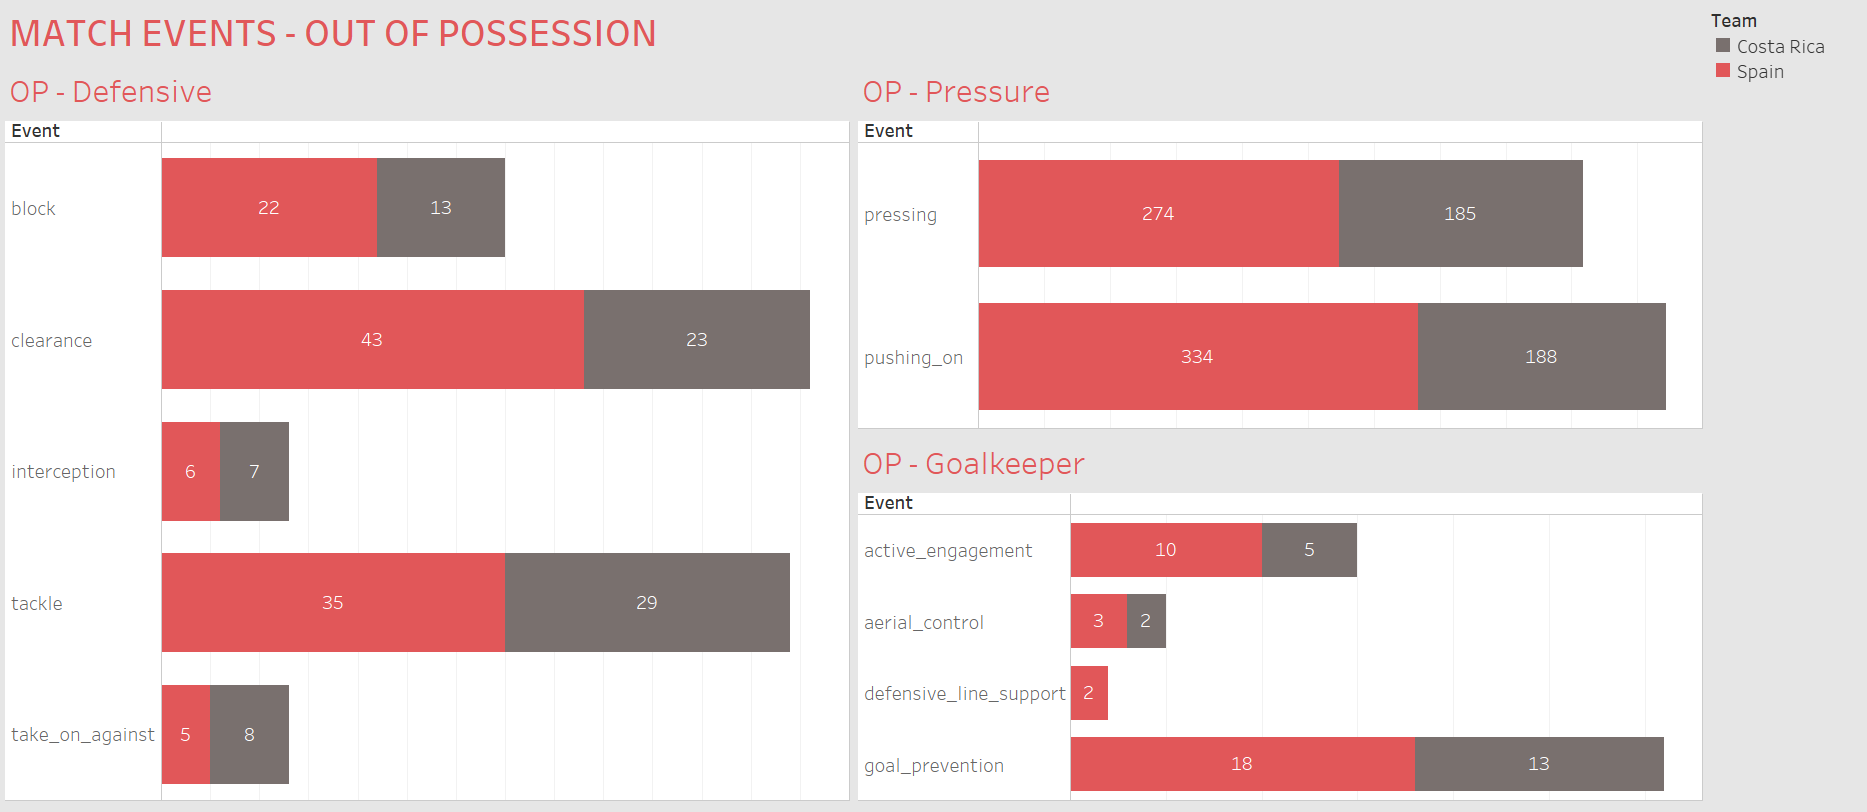 MATCH EVENTS - OUT OF POSSESSION
Team
Costa Rica
Spain
OP - Defensive
Event
block 22 13
clearance 43 23
interception 6 7
tackle 35 29
take_on_against 5 8
OP - Pressure
Event
pressing 274 185
pushing_on 334 188
OP - Goalkeeper
Event
active_engagement 10 5
aerial_control 3 2
defensive_line_support 2
goal_prevention 18 13